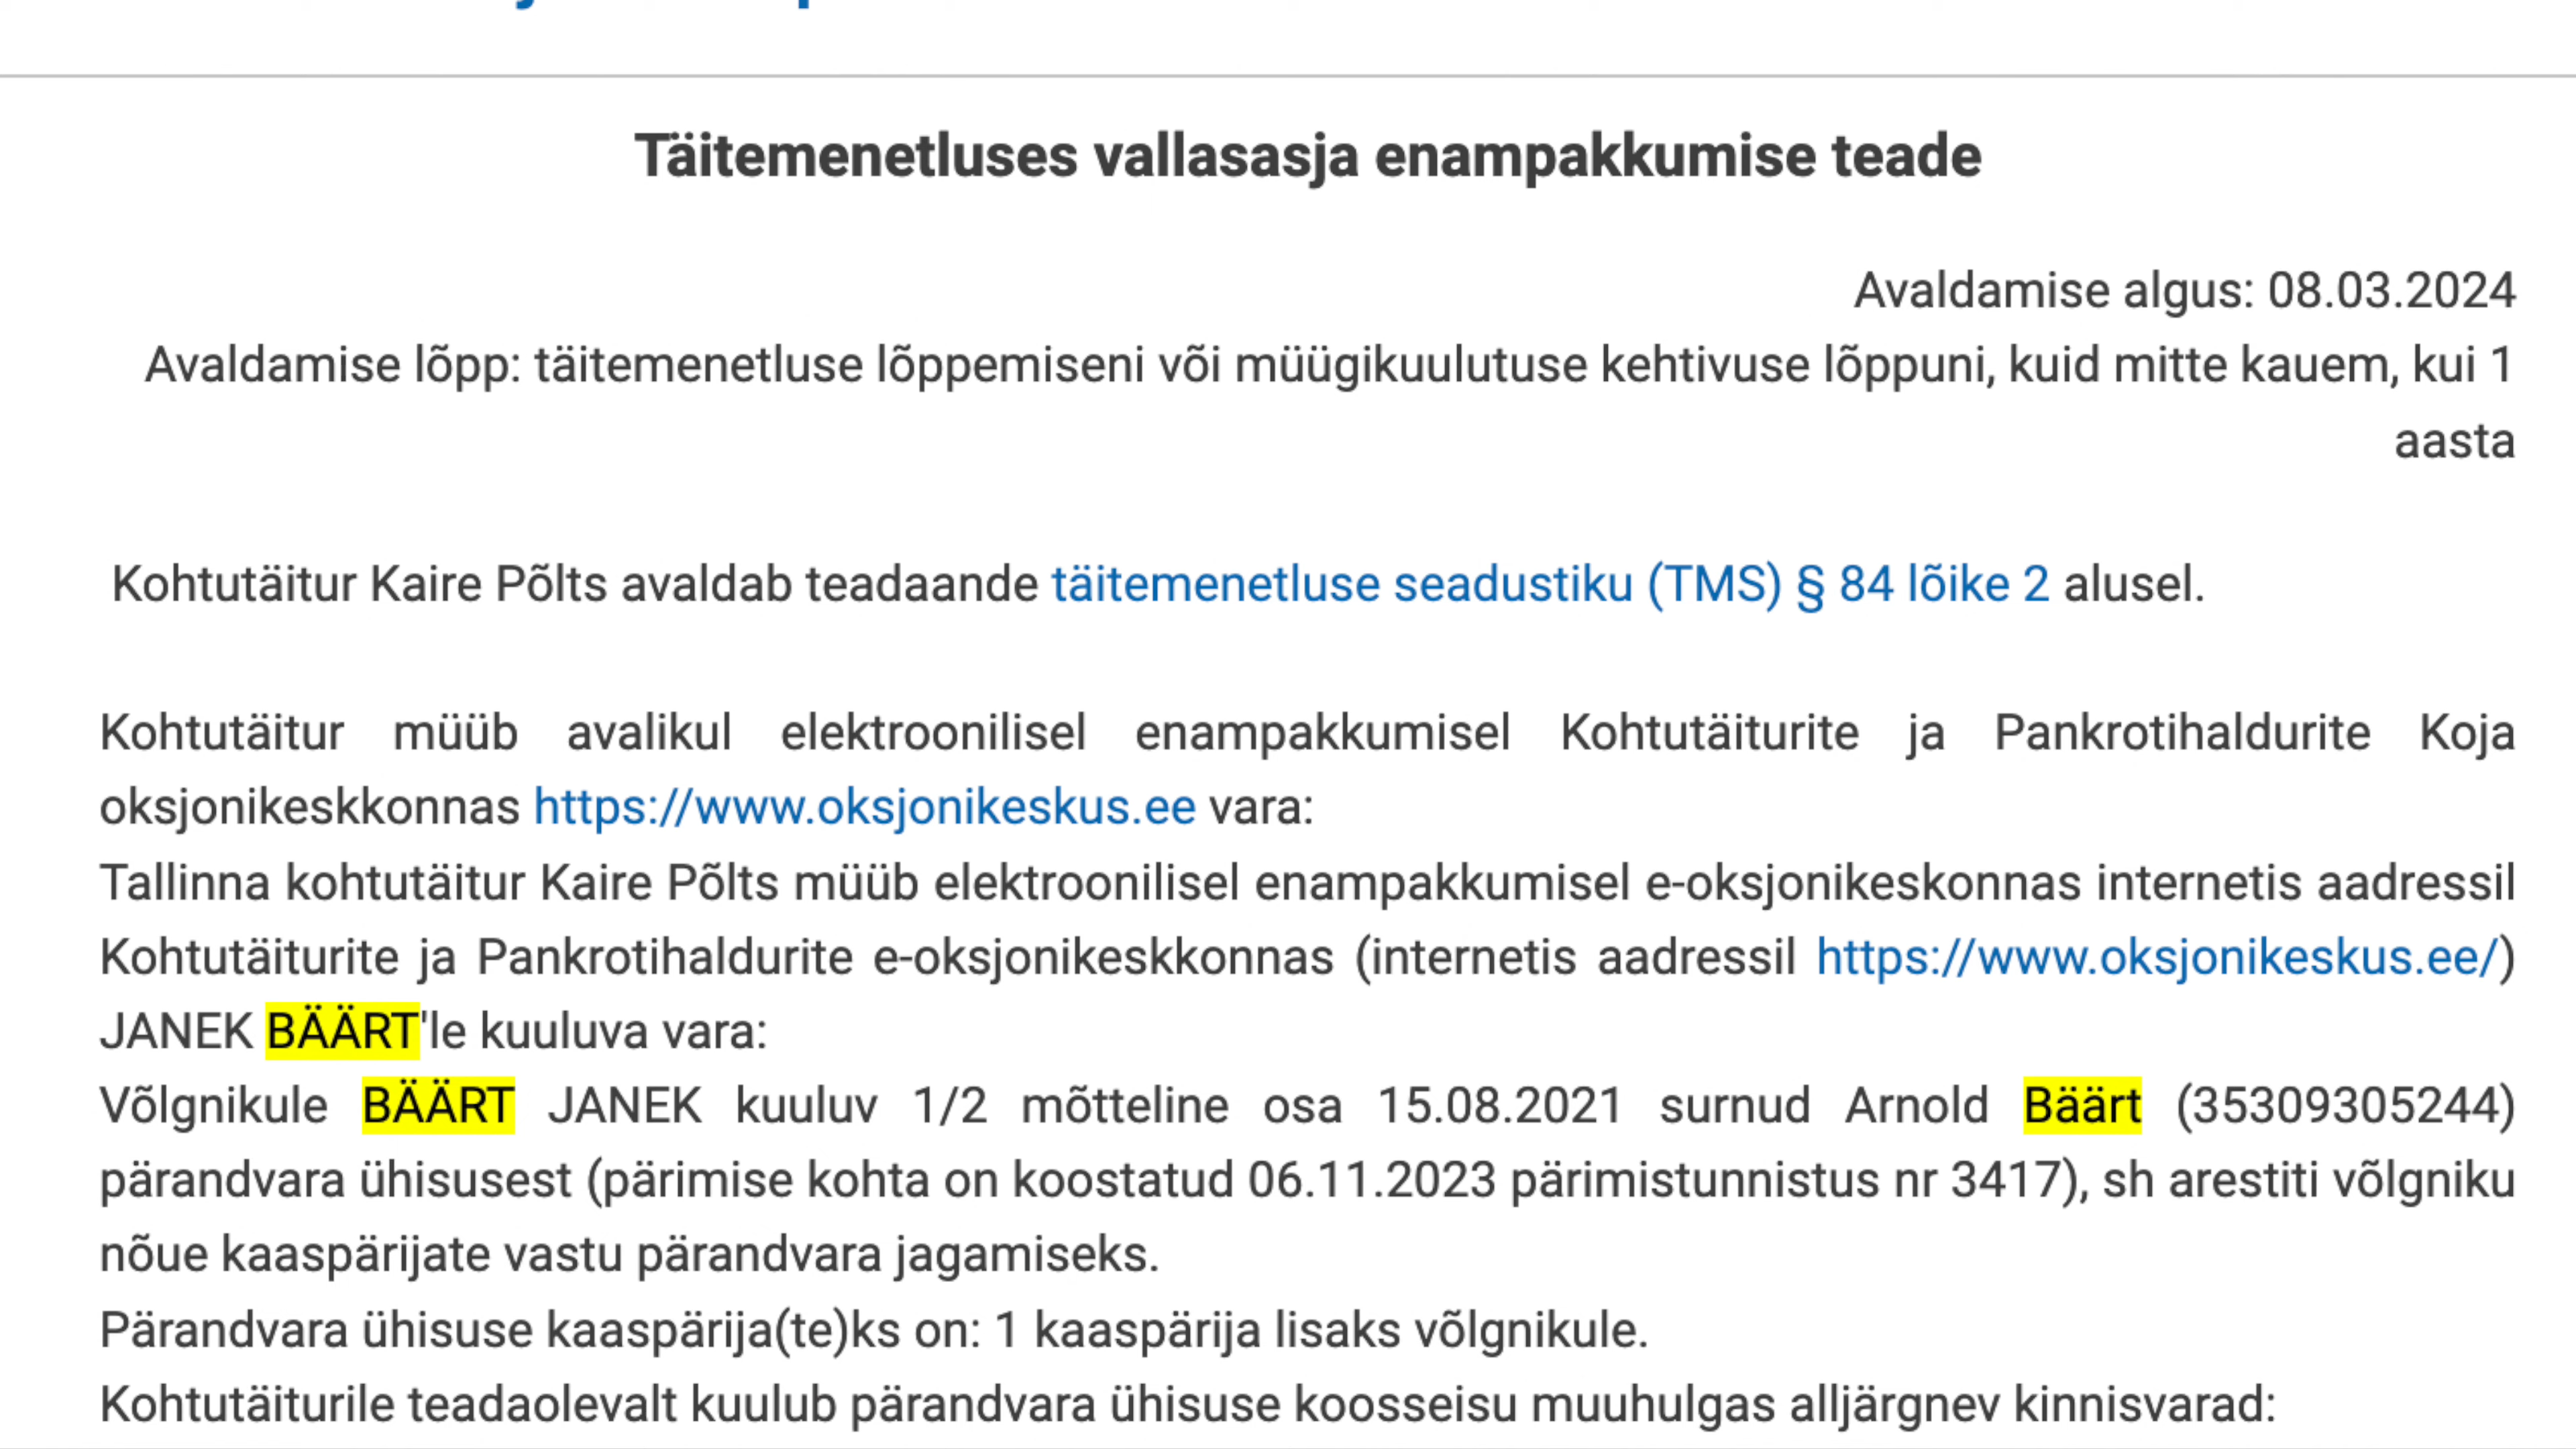 Täitemenetluses vallasasja enampakkumise teade
Avaldamise algus: 08.03.2024
Avaldamise lõpp: täitemenetluse lõppemiseni või müügikuulutuse kehtivuse lõppuni, kuid mitte kauem, kui 1
aasta
Kohtutäitur Kaire Põlts avaldab teadaande täitemenetluse seadustiku (TMS) § 84 lõike 2 alusel.
Kohtutäitur müüb avalikul elektroonilisel enampakkumisel Kohtutäiturite ja Pankrotihaldurite Koja
oksjonikeskkonnas https://www.oksjonikeskus.ee vara:
Tallinna kohtutäitur Kaire Põlts müüb elektroonilisel enampakkumisel e-oksjonikeskonnas internetis aadressil
Kohtutäiturite ja Pankrotihaldurite e-oksjonikeskkonnas (internetis aadressil https://www.oksjonikeskus.ee/)
JANEK BÄÄRT'le kuuluva vara:
Võlgnikule BÄÄRT JANEK kuuluv 1/2 mõtteline osa 15.08.2021 surnud Arnold Bäärt (35309305244)
pärandvara ühisusest (pärimise kohta on koostatud 06.11.2023 pärimistunnistus nr 3417), sh arestiti võlgniku
nõue kaaspärijate vastu pärandvara jagamiseks.
Pärandvara ühisuse kaaspärija(te)ks on: 1 kaaspärija lisaks võlgnikule.
Kohtutäiturile teadaolevalt kuulub pärandvara ühisuse koosseisu muuhulgas alljärgnev kinnisvarad: